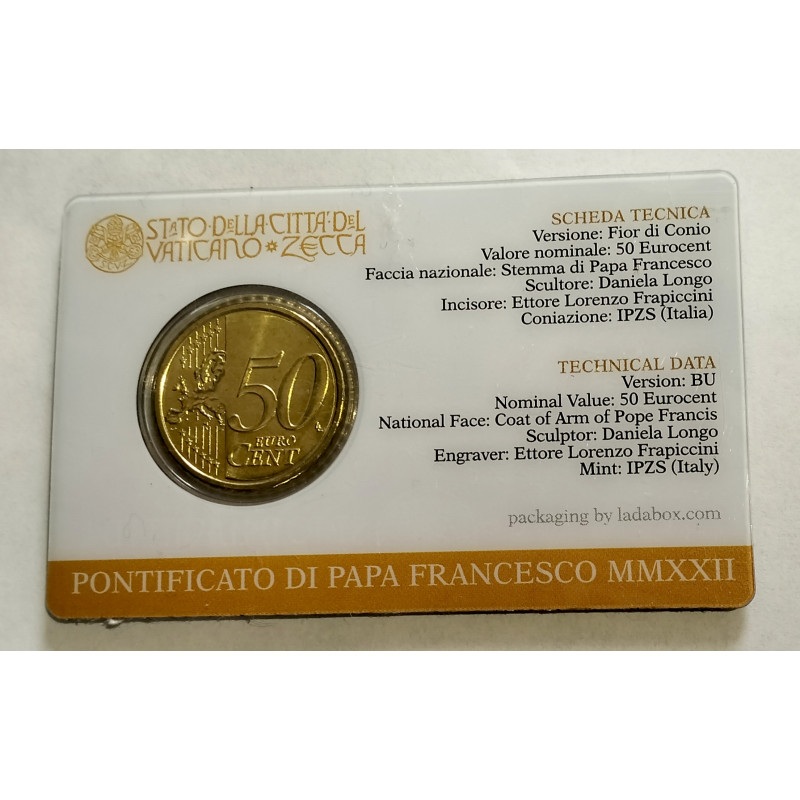 STATO·DELLA·CITTÀ·DEL
VATICANO * ZECCA
SCHEDA TECNICA
Versione: Fior di Conio
Valore nominale: 50 Eurocent
Faccia nazionale: Stemma di Papa Francesco
Scultore: Daniela Longo
Incisore: Ettore Lorenzo Frapiccini
Coniazione: IPZS (Italia)
50
EURO
CENT
TECHNICAL DATA
Version: BU
Nominal Value: 50 Eurocent
National Face: Coat of Arm of Pope Francis
Sculptor: Daniela Longo
Engraver: Ettore Lorenzo Frapiccini
Mint: IPZS (Italy)
packaging by ladabox.com
PONTIFICATO DI PAPA FRANCESCO MMXXII